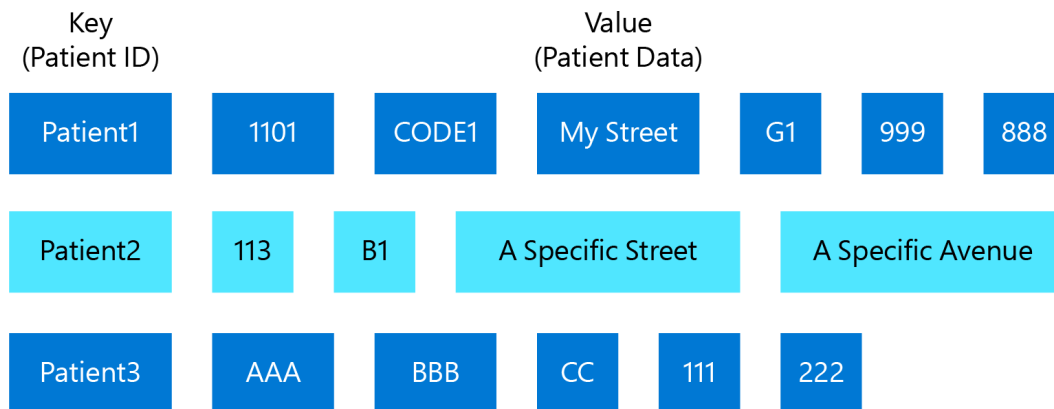 Key Value
(Patient ID) (Patient Data)
Patient1 1101 CODE1 My Street G1 999 888
Patient2 113 B1 A Specific Street A Specific Avenue
Patient3 AAA BBB CC 111 222